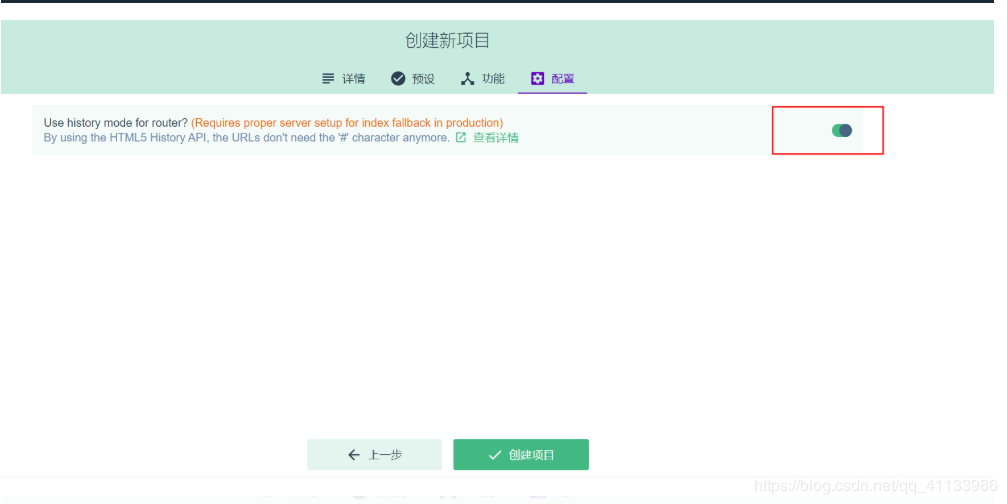 创建新项目
详情 预设 功能 配置
Use history mode for router? (Requires proper server setup for index fallback in production)
By using the HTML5 History API, the URLs don't need the '#' character anymore. 查看详情
上一步 创建项目
https://blog.csdn.net/qq_41133986